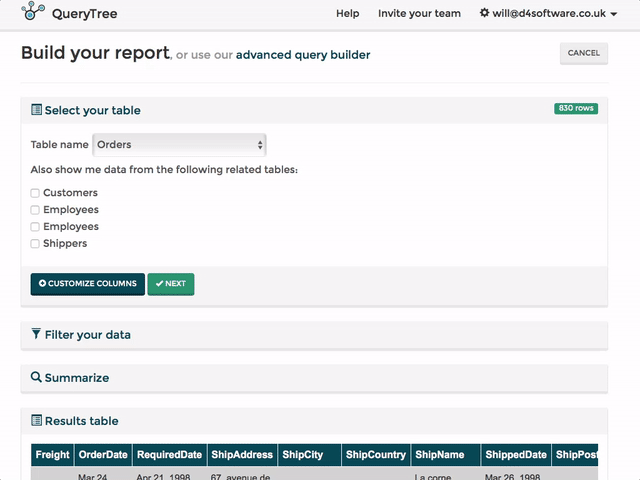 QueryTree
Help Invite your team will@d4software.co.uk
Build your report, or use our advanced query builder
CANCEL
Select your table
830 rows
Table name Orders
Also show me data from the following related tables:
Customers
Employees
Employees
Shippers
CUSTOMIZE COLUMNS NEXT
Filter your data
Summarize
Results table
Freight OrderDate RequiredDate ShipAddress ShipCity ShipCountry ShipName ShippedDate ShipPost
Mar 24, Apr 21, 1998 67, avenue de La corne Mar 26, 1998